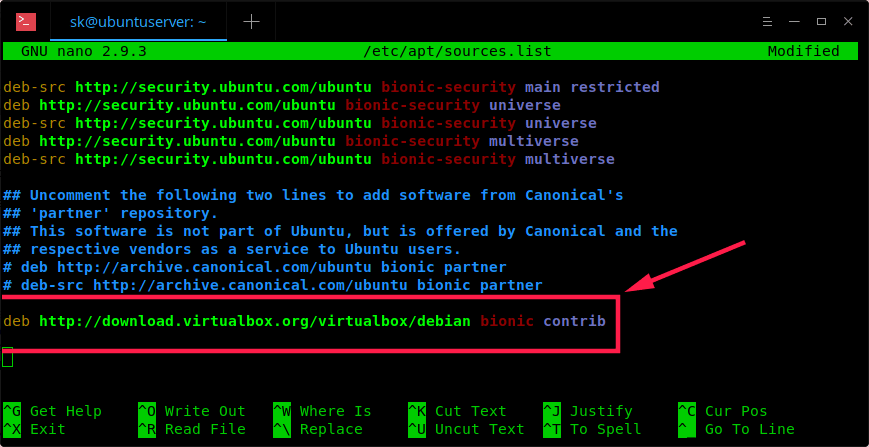 sk@ubuntuserver: ~
GNU nano 2.9.3 /etc/apt/sources.list Modified
deb-src http://security.ubuntu.com/ubuntu bionic-security main restricted
deb http://security.ubuntu.com/ubuntu bionic-security universe
deb-src http://security.ubuntu.com/ubuntu bionic-security universe
deb http://security.ubuntu.com/ubuntu bionic-security multiverse
deb-src http://security.ubuntu.com/ubuntu bionic-security multiverse
## Uncomment the following two lines to add software from Canonical's
## 'partner' repository.
## This software is not part of Ubuntu, but is offered by Canonical and the
## respective vendors as a service to Ubuntu users.
# deb http://archive.canonical.com/ubuntu bionic partner
# deb-src http://archive.canonical.com/ubuntu bionic partner
deb http://download.virtualbox.org/virtualbox/debian bionic contrib
^G Get Help ^O Write Out ^W Where Is ^K Cut Text ^J Justify ^C Cur Pos
^X Exit ^R Read File ^\ Replace ^U Uncut Text ^T To Spell ^_ Go To Line